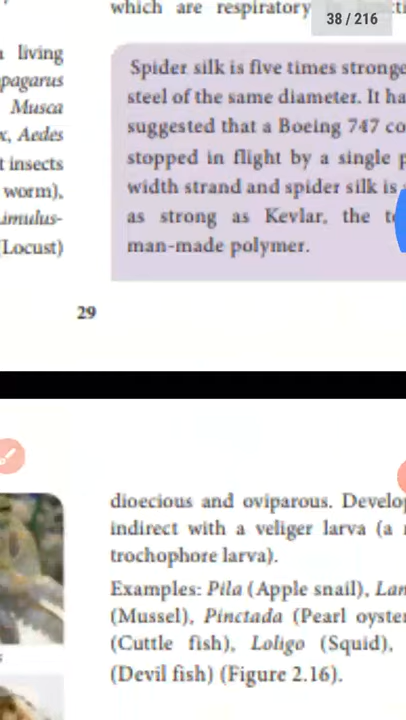 which are respiratory
38 / 216
living
pagarus
Musca
x, Aedes
t insects
worm),
imulus-
(Locust)
Spider silk is five times stronge
steel of the same diameter. It ha
suggested that a Boeing 747 co
stopped in flight by a single p
width strand and spider silk is
as strong as Kevlar, the t
man-made polymer.
29
dioecious and oviparous. Develop
indirect with a veliger larva (a
trochophore larva).
Examples: Pila (Apple snail), Lan
(Mussel), Pinctada (Pearl oyster
(Cuttle fish), Loligo (Squid),
(Devil fish) (Figure 2.16).